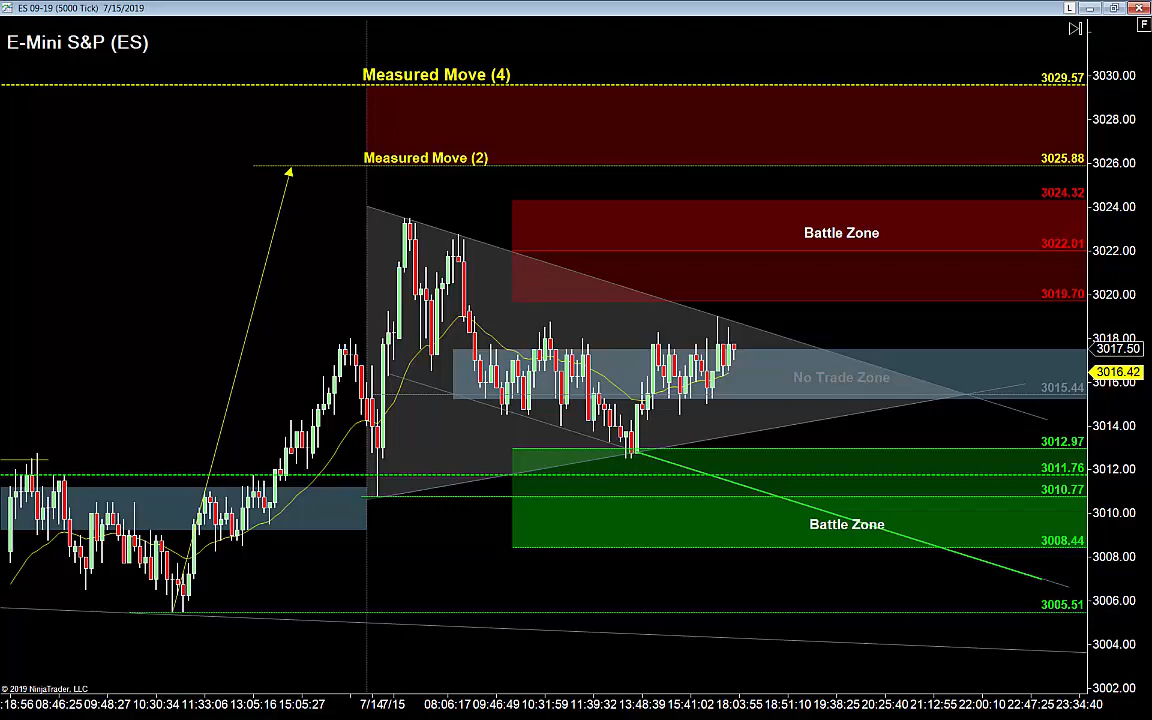 ES 09-19 (5000 Tick) 7/15/2019
L
F
E-Mini S&P (ES)
Measured Move (4)
3029.57
3030.00
3028.00
Measured Move (2)
3025.88
3026.00
3024.32
3024.00
Battle Zone
3022.01
3022.00
3019.70
3020.00
3018.00
3017.50
3016.42
3016.00
No Trade Zone
3015.44
3014.00
3012.97
3012.00
3011.76
3010.77
3010.00
Battle Zone
3008.44
3008.00
3006.00
3005.51
3004.00
3002.00
© 2019 NinjaTrader, LLC
:18:56 08:46:25 09:48:27 10:30:34 11:33:06 13:05:16 15:05:27 7/14 7/15 08:06:17 09:46:49 10:31:59 11:39:32 13:48:39 15:41:02 18:03:55 18:51:10 19:38:25 20:25:40 21:12:55 22:00:10 22:47:25 23:34:40